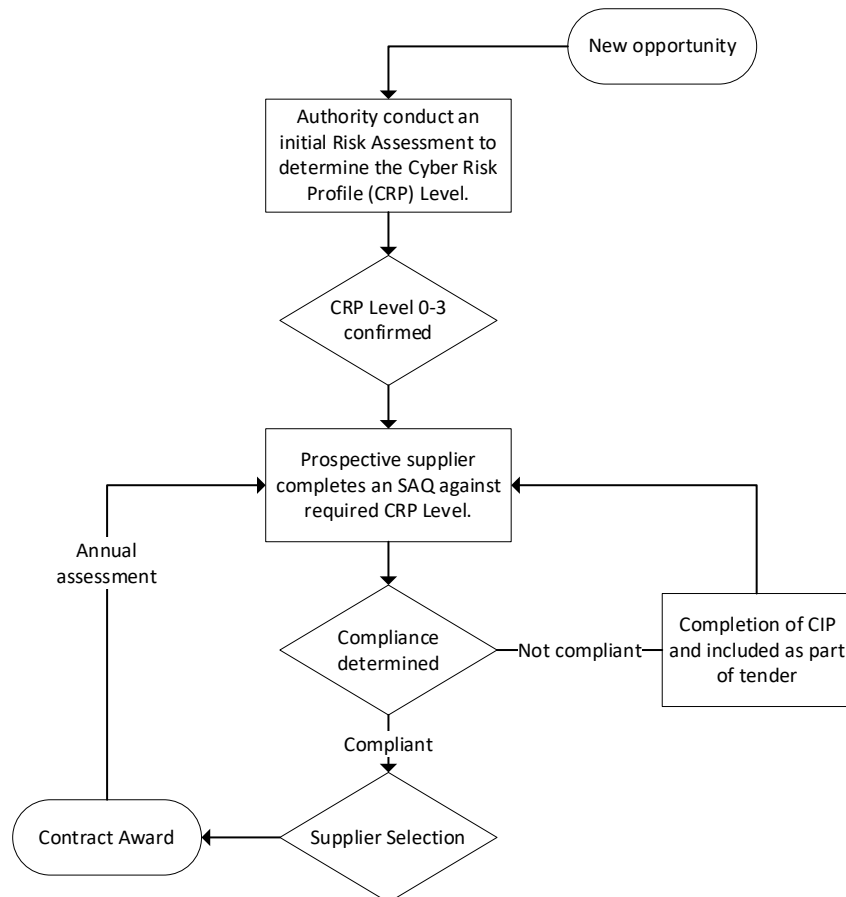 New opportunity
Authority conduct an
initial Risk Assessment to
determine the Cyber Risk
Profile (CRP) Level.
CRP Level 0-3
confirmed
Prospective supplier
completes an SAQ against
required CRP Level.
Annual
assessment
Compliance
determined
Not compliant
Completion of CIP
and included as part
of tender
Compliant
Contract Award
Supplier Selection